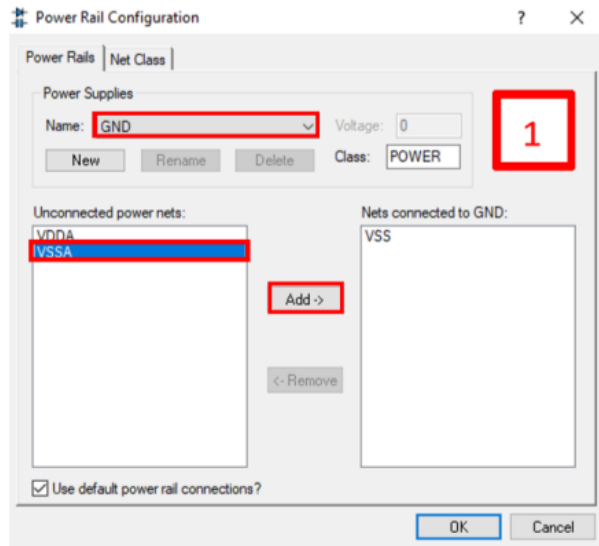 Power Rail Configuration ? ×
Power Rails Net Class
Power Supplies
Name: GND Voltage: 0
New Rename Delete Class: POWER
1
Unconnected power nets: Nets connected to GND:
VDDA VSS
VSSA
Add ->
<- Remove
Use default power rail connections?
OK Cancel